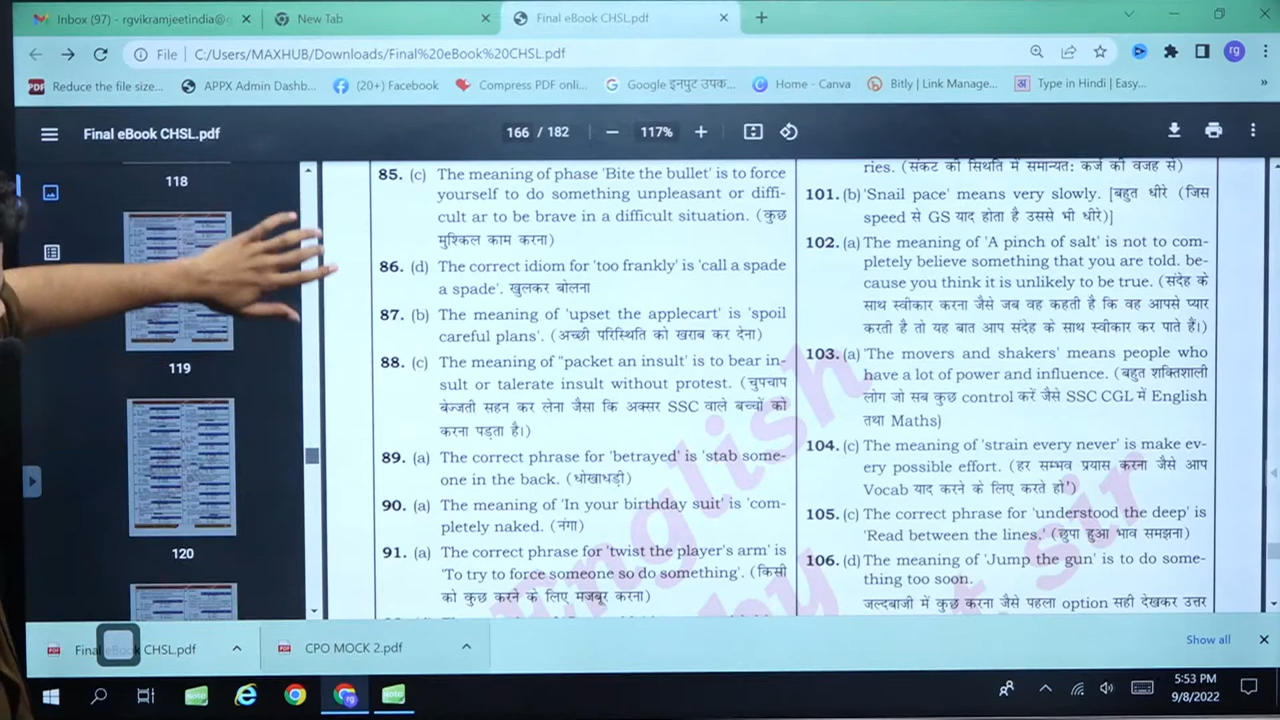 Inbox (97) - rgvikramjeetindia@g
New Tab
Final eBook CHSL.pdf
File
C:/Users/MAXHUB/Downloads/Final%20eBook%20CHSL.pdf
rg
Reduce the file size...
APPX Admin Dashb...
(20+) Facebook
Compress PDF onli...
Google इनपुट उपक...
Home - Canva
Bitly | Link Manage...
Type in Hindi | Easy...
»
Final eBook CHSL.pdf
166 / 182
117%
118
119
120
85. (c) The meaning of phase 'Bite the bullet' is to force
yourself to do something unpleasant or diffi-
cult ar to be brave in a difficult situation. (कुछ
मुश्किल काम करना)
86. (d) The correct idiom for 'too frankly' is 'call a spade
a spade'. खुलकर बोलना
87. (b) The meaning of 'upset the applecart' is 'spoil
careful plans'. (अच्छी परिस्थिति को खराब कर देना)
88. (c) The meaning of "packet an insult' is to bear in-
sult or talerate insult without protest. (चुपचाप
बेज्जती सहन कर लेना जैसा कि अक्सर SSC वाले बच्चों को
करना पड़ता है।)
89. (a) The correct phrase for 'betrayed' is 'stab some-
one in the back. (धोखाधड़ी)
90. (a) The meaning of 'In your birthday suit' is 'com-
pletely naked. (नंगा)
91. (a) The correct phrase for 'twist the player's arm' is
'To try to force someone so do something'. (किसी
को कुछ करने के लिए मजबूर करना)
ries. (संकट की स्थिति में सामान्यत: कर्ज की वजह से)
101. (b) 'Snail pace' means very slowly. [बहुत धीरे (जिस
speed से GS याद होता है उससे भी धीरे)]
102. (a) The meaning of 'A pinch of salt' is not to com-
pletely believe something that you are told. be-
cause you think it is unlikely to be true. (संदेह के
साथ स्वीकार करना जैसे जब वह कहती है कि वह आपसे प्यार
करती है तो यह बात आप संदेह के साथ स्वीकार कर पाते हैं।)
103. (a) 'The movers and shakers' means people who
have a lot of power and influence. (बहुत शक्तिशाली
लोग जो सब कुछ control करें जैसे SSC CGL में English
तथा Maths)
104. (c) The meaning of 'strain every never' is make ev-
ery possible effort. (हर सम्भव प्रयास करना जैसे आप
Vocab याद करने के लिए करते हो')
105. (c) The correct phrase for 'understood the deep' is
'Read between the lines.' (छुपा हुआ भाव समझना)
106. (d) The meaning of 'Jump the gun' is to do some-
thing too soon.
जल्दबाजी में कुछ करना जैसे पहला option सही देखकर उत्तर
English
by
sir
Final eBook CHSL.pdf
CPO MOCK 2.pdf
Show all
NOTE
NOTE
5:53 PM
9/8/2022